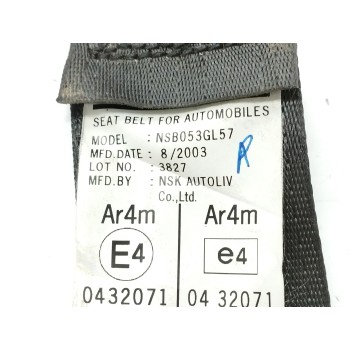 SEAT BELT FOR AUTOMOBILES
MODEL : NSB053GL57
MFD.DATE : 8/2003
LOT NO. : 3827
MFD.BY : NSK AUTOLIV
Co.,Ltd.
Ar4m Ar4m
E4 e4
0432071 04 32071